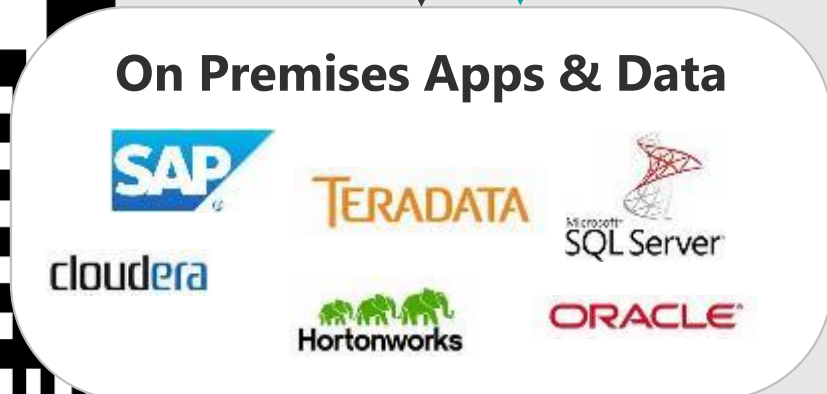 On Premises Apps & Data
SAP
TERADATA
Microsoft
SQL Server
cloudera
Hortonworks
ORACLE